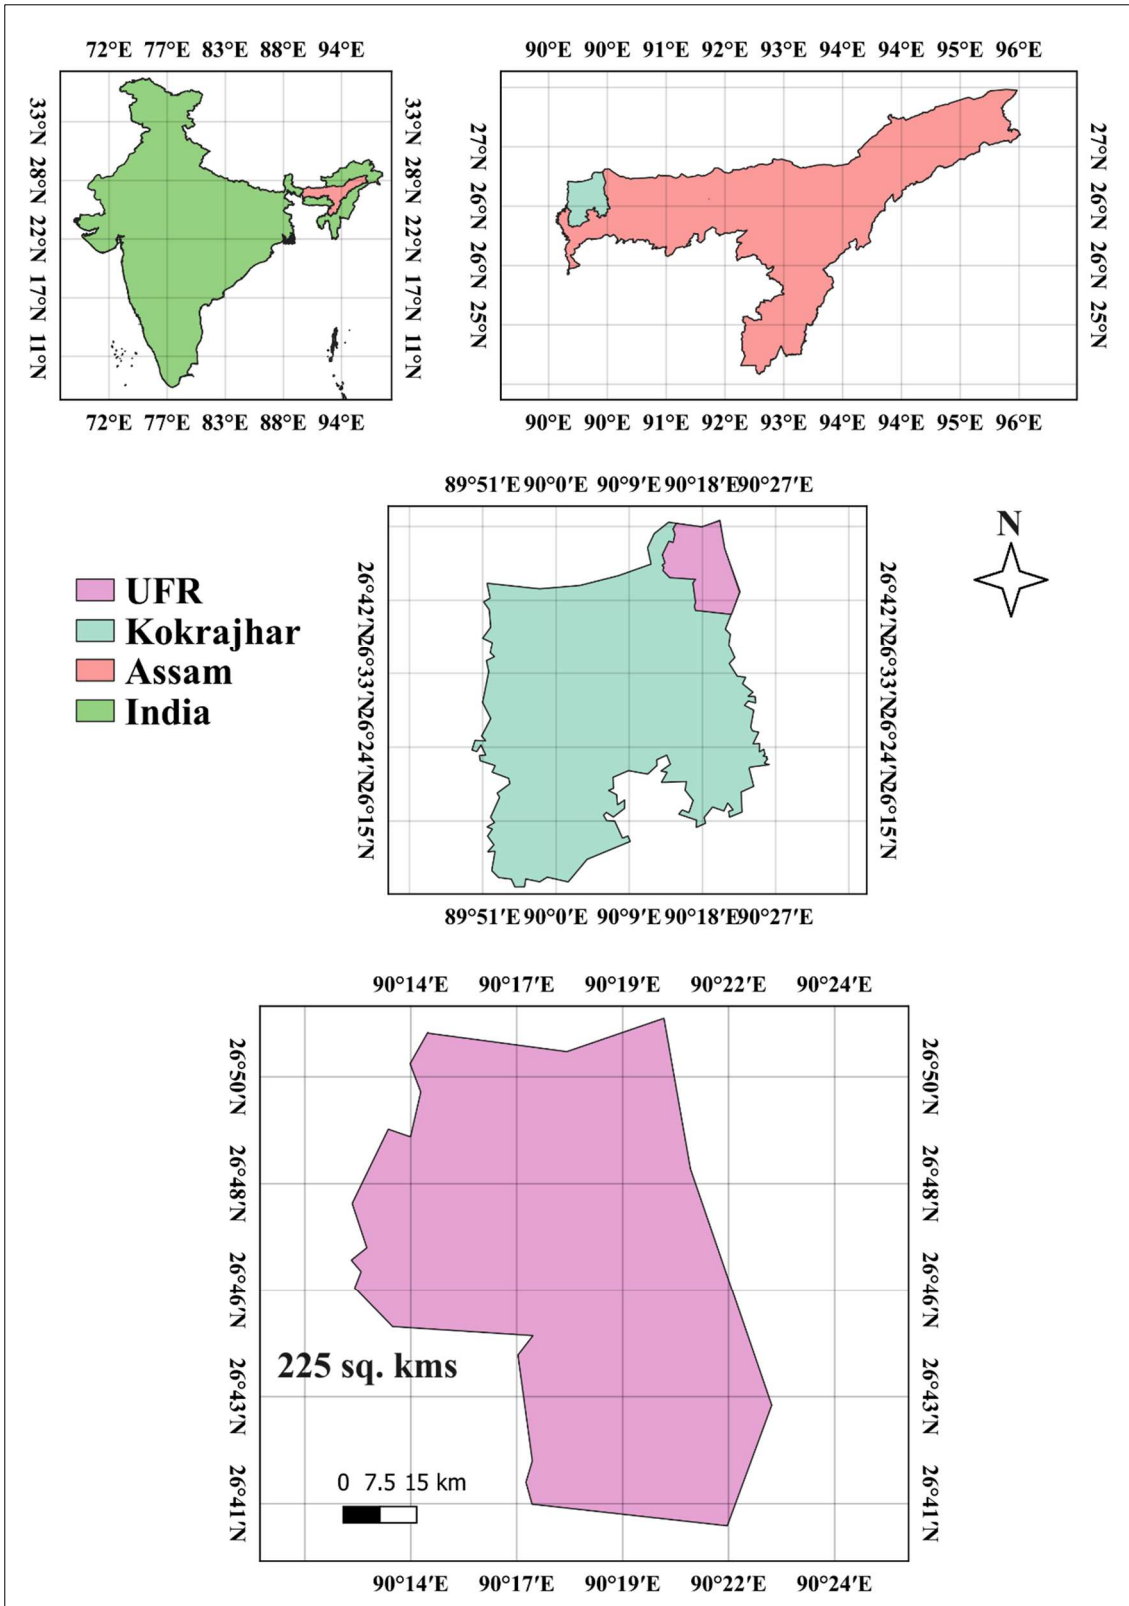 72°E 77°E 83°E 88°E 94°E
33°N 28°N 22°N 17°N 11°N
33°N 28°N 22°N 17°N 11°N
72°E 77°E 83°E 88°E 94°E
90°E 90°E 91°E 92°E 93°E 94°E 94°E 95°E 96°E
27°N 26°N 26°N 25°N
27°N 26°N 26°N 25°N
90°E 90°E 91°E 92°E 93°E 94°E 94°E 95°E 96°E
N
UFR
Kokrajhar
Assam
India
89°51′E 90°0′E 90°9′E 90°18′E 90°27′E
26°42′N 26°33′N 26°24′N 26°15′N
26°42′N 26°33′N 26°24′N 26°15′N
89°51′E 90°0′E 90°9′E 90°18′E 90°27′E
90°14′E 90°17′E 90°19′E 90°22′E 90°24′E
26°50′N 26°48′N 26°46′N 26°43′N 26°41′N
26°50′N 26°48′N 26°46′N 26°43′N 26°41′N
225 sq. kms
0 7.5 15 km
90°14′E 90°17′E 90°19′E 90°22′E 90°24′E